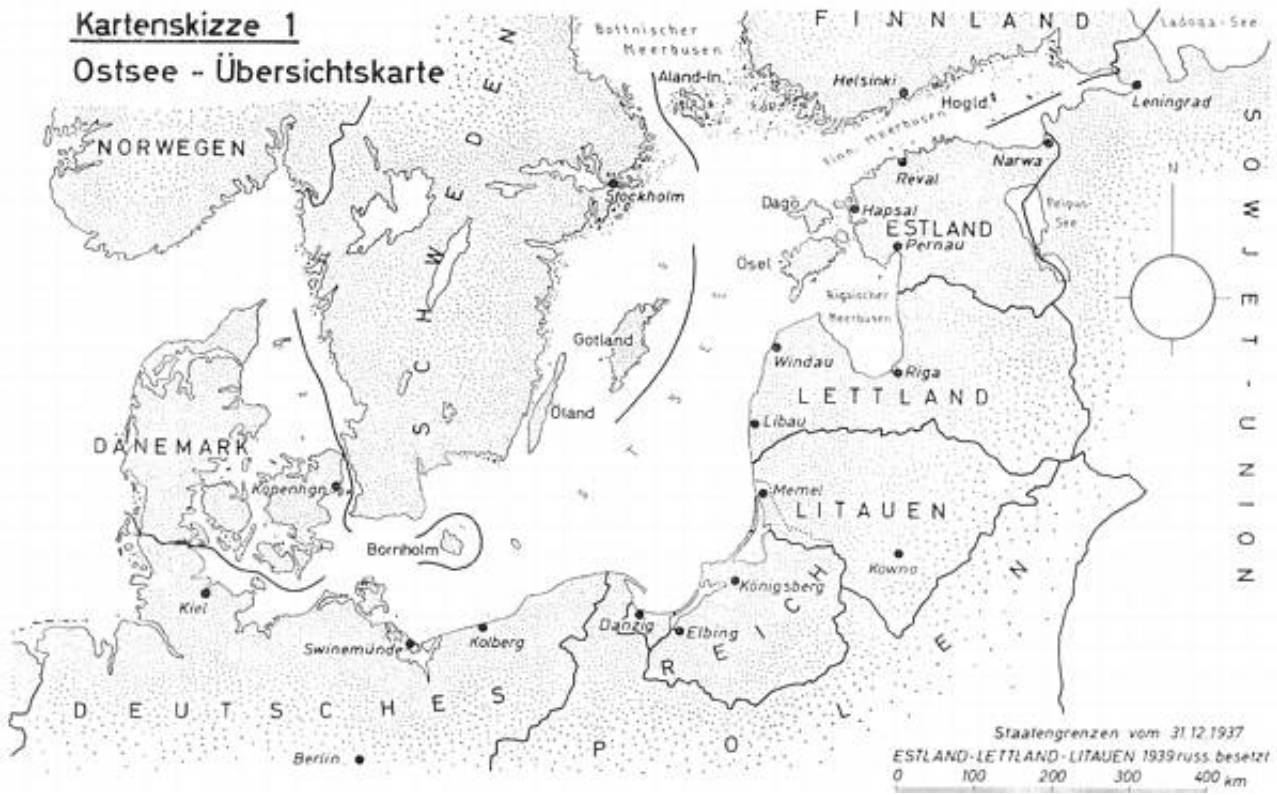 Kartenskizze 1
Ostsee - Übersichtskarte
FINNLAND
Ladoga-See
Bottnischer
Meerbusen
Åland-In.
Helsinki
Hogld.
Leningrad
Finn. Meerbusen
NORWEGEN
SCHWEDEN
Stockholm
Reval
Narwa
Dagö
Hapsal
ESTLAND
Peipus-
See
N
Pernau
Ösel
Rigaischer
Meerbusen
SOWJET-UNION
Gotland
Windau
Riga
LETTLAND
Öland
Libau
OSTSEE
DÄNEMARK
Kopenhgn.
Memel
LITAUEN
Bornholm
Kowno
Königsberg
Kiel
Danzig
Elbing
Swinemünde
Kolberg
DEUTSCHES
REICH
POLEN
Berlin
Staatengrenzen vom 31.12.1937
ESTLAND-LETTLAND-LITAUEN 1939 russ. besetzt
0 100 200 300 400 km